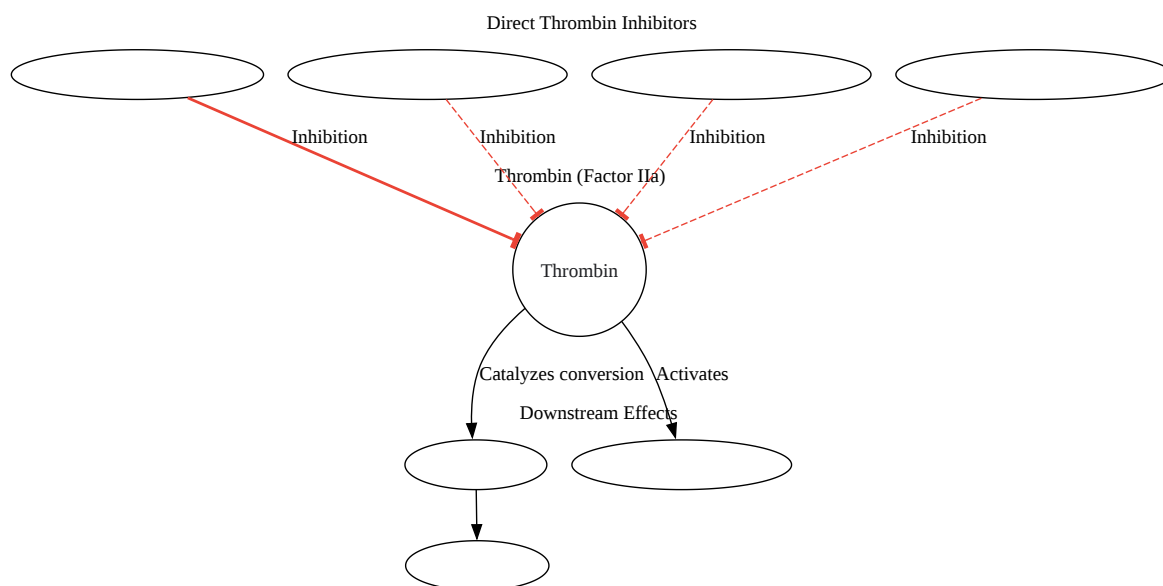 Direct Thrombin Inhibitors
Inhibition
Inhibition
Inhibition
Inhibition
Thrombin (Factor IIa)
Thrombin
Catalyzes conversion
Activates
Downstream Effects